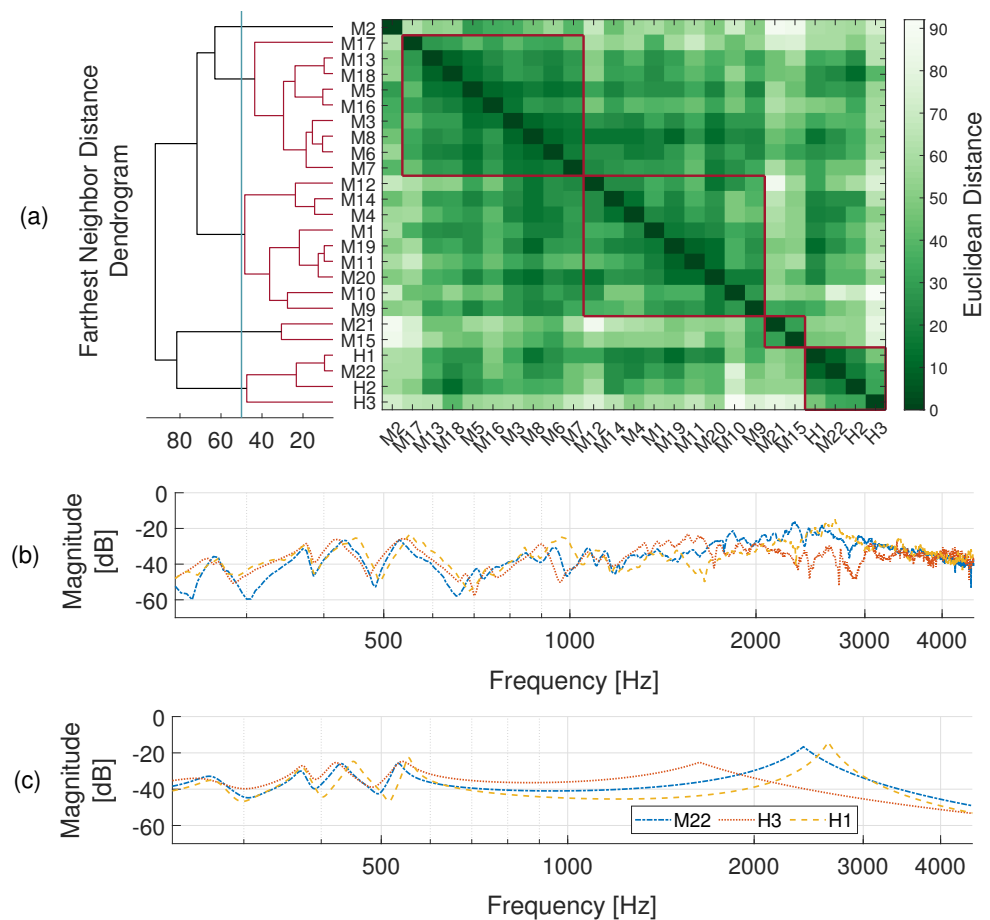 (a)
Farthest Neighbor Distance
Dendrogram
M2
M17
M13
M18
M5
M16
M3
M8
M6
M7
M12
M14
M4
M1
M19
M11
M20
M10
M9
M21
M15
H1
M22
H2
H3
80 60 40 20
M2 M17 M13 M18 M5 M16 M3 M8 M6 M7 M12 M14 M4 M1 M19 M11 M20 M10 M9 M21 M15 H1 M22 H2 H3
90
80
70
60
50
40
30
20
10
0
Euclidean Distance
(b)
Magnitude
[dB]
0
-20
-40
-60
500 1000 2000 3000 4000
Frequency [Hz]
(c)
Magnitude
[dB]
0
-20
-40
-60
M22 H3 H1
500 1000 2000 3000 4000
Frequency [Hz]